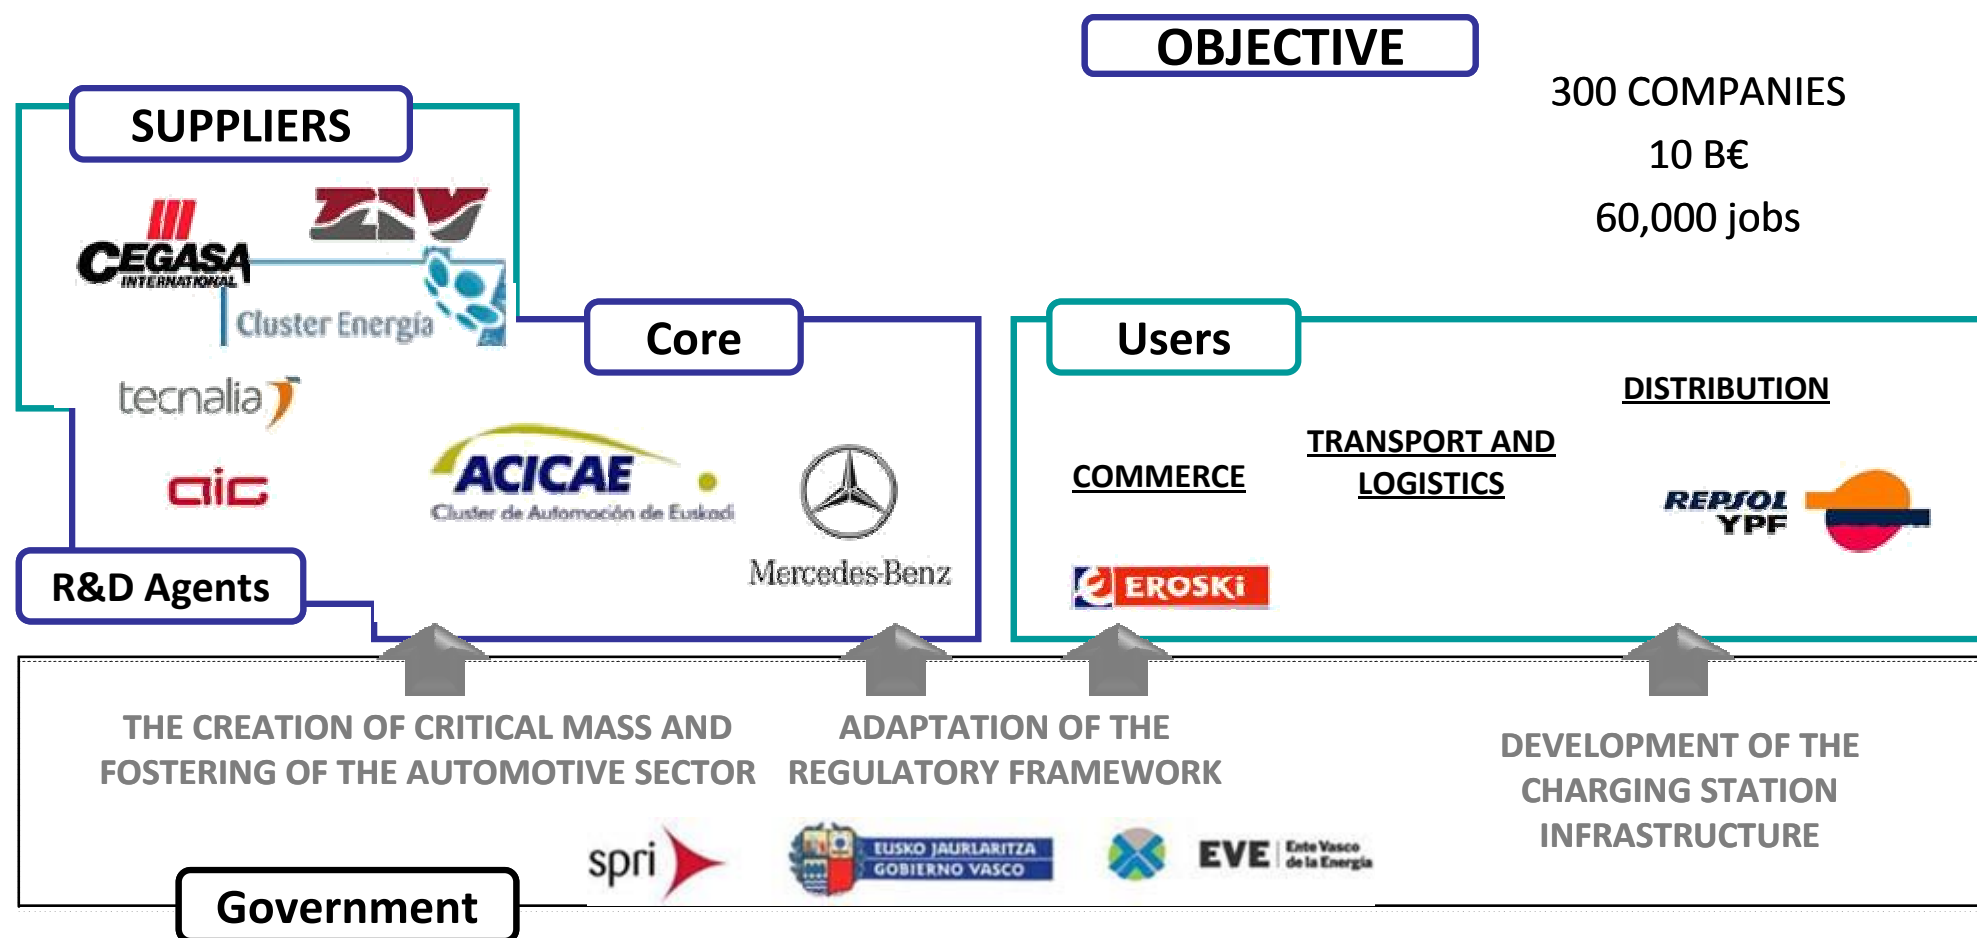 OBJECTIVE
300 COMPANIES
10 B€
60,000 jobs
SUPPLIERS
ZIV
CEGASA
INTERNATIONAL
Cluster Energía
tecnalia
aic
R&D Agents
Core
ACICAE
Cluster de Automoción de Euskadi
Mercedes-Benz
Users
COMMERCE
EROSKi
TRANSPORT AND
LOGISTICS
DISTRIBUTION
REPSOL
YPF
THE CREATION OF CRITICAL MASS AND
FOSTERING OF THE AUTOMOTIVE SECTOR
ADAPTATION OF THE
REGULATORY FRAMEWORK
DEVELOPMENT OF THE
CHARGING STATION
INFRASTRUCTURE
spri
EUSKO JAURLARITZA
GOBIERNO VASCO
EVE
Ente Vasco
de la Energía
Government